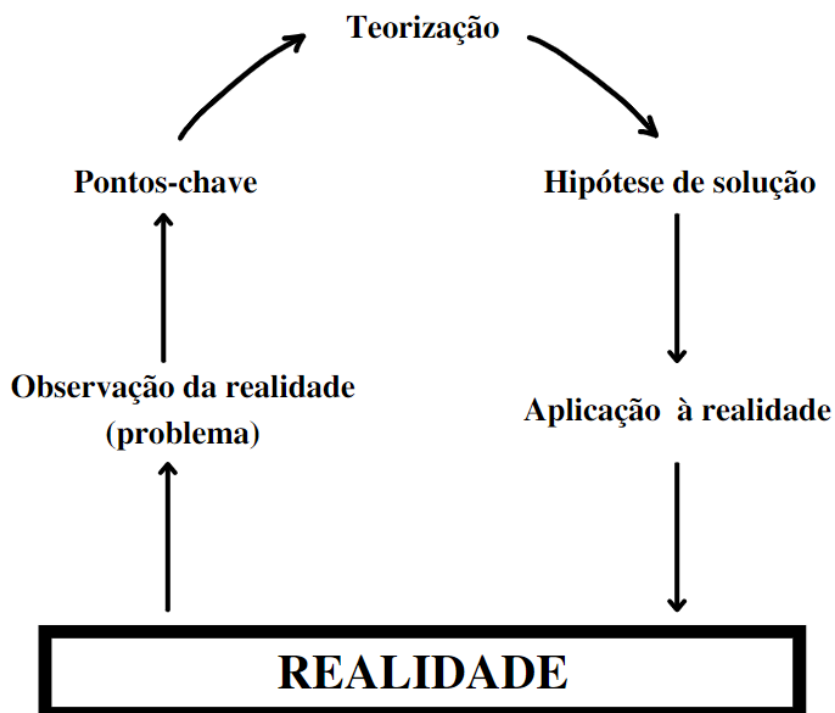 Teorização
Pontos-chave
Hipótese de solução
Observação da realidade
(problema)
Aplicação à realidade
REALIDADE